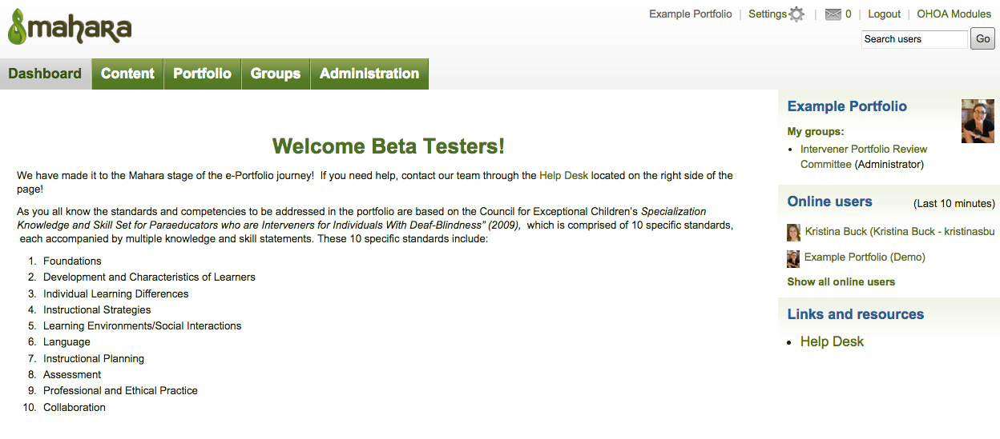 mahara
Example Portfolio | Settings | 0 | Logout | OHOA Modules
Search users Go
Dashboard Content Portfolio Groups Administration
Welcome Beta Testers!
We have made it to the Mahara stage of the e-Portfolio journey!  If you need help, contact our team through the Help Desk located on the right side of the
page!
As you all know the standards and competencies to be addressed in the portfolio are based on the Council for Exceptional Children's Specialization
Knowledge and Skill Set for Paraeducators who are Interveners for Individuals With Deaf-Blindness" (2009),  which is comprised of 10 specific standards,
each accompanied by multiple knowledge and skill statements. These 10 specific standards include:
1. Foundations
2. Development and Characteristics of Learners
3. Individual Learning Differences
4. Instructional Strategies
5. Learning Environments/Social Interactions
6. Language
7. Instructional Planning
8. Assessment
9. Professional and Ethical Practice
10. Collaboration
Example Portfolio
My groups:
• Intervener Portfolio Review
Committee (Administrator)
Online users (Last 10 minutes)
Kristina Buck (Kristina Buck - kristinasbu
Example Portfolio (Demo)
Show all online users
Links and resources
• Help Desk